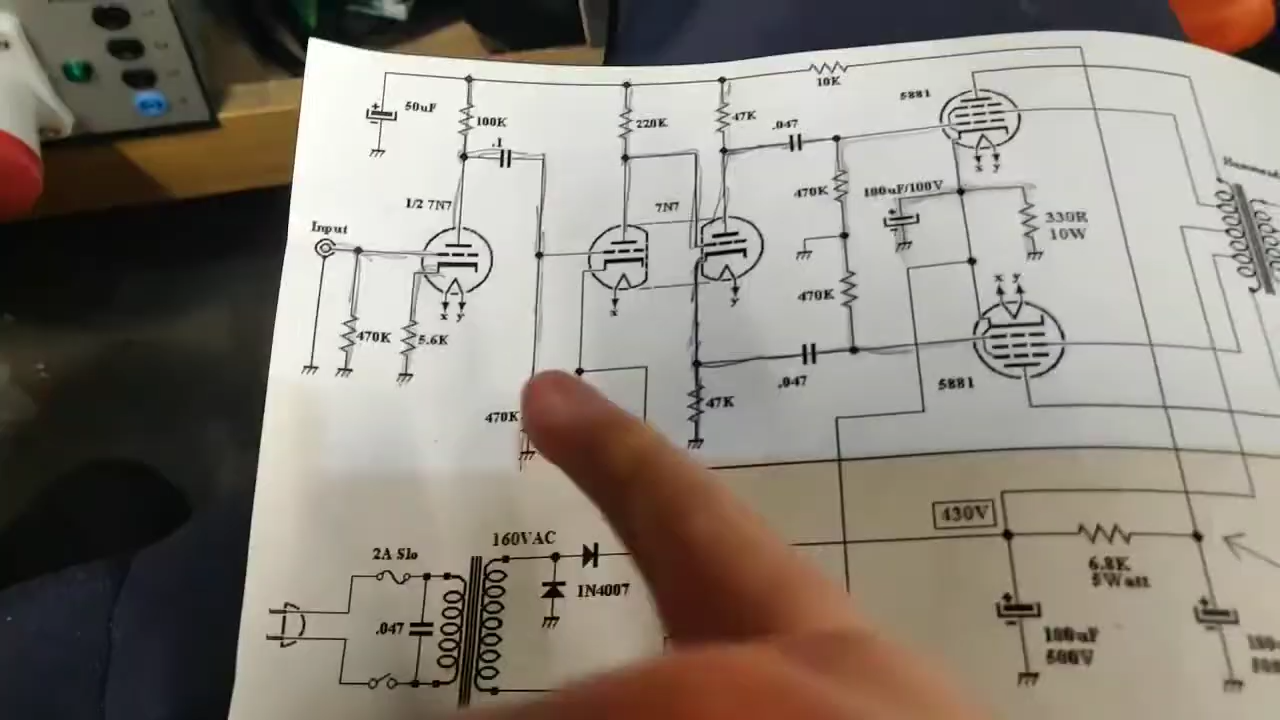 10K
5881
50uF
100K
220K
47K
.047
.1
1/2 7N7
7N7
470K
100uF/100V
330R
10W
Input
x y
x
y
x y
x y
470K
5.6K
470K
.047
5881
470K
47K
430V
160VAC
2A Slo
1N4007
6.8K
5Watt
.047
100uF
500V